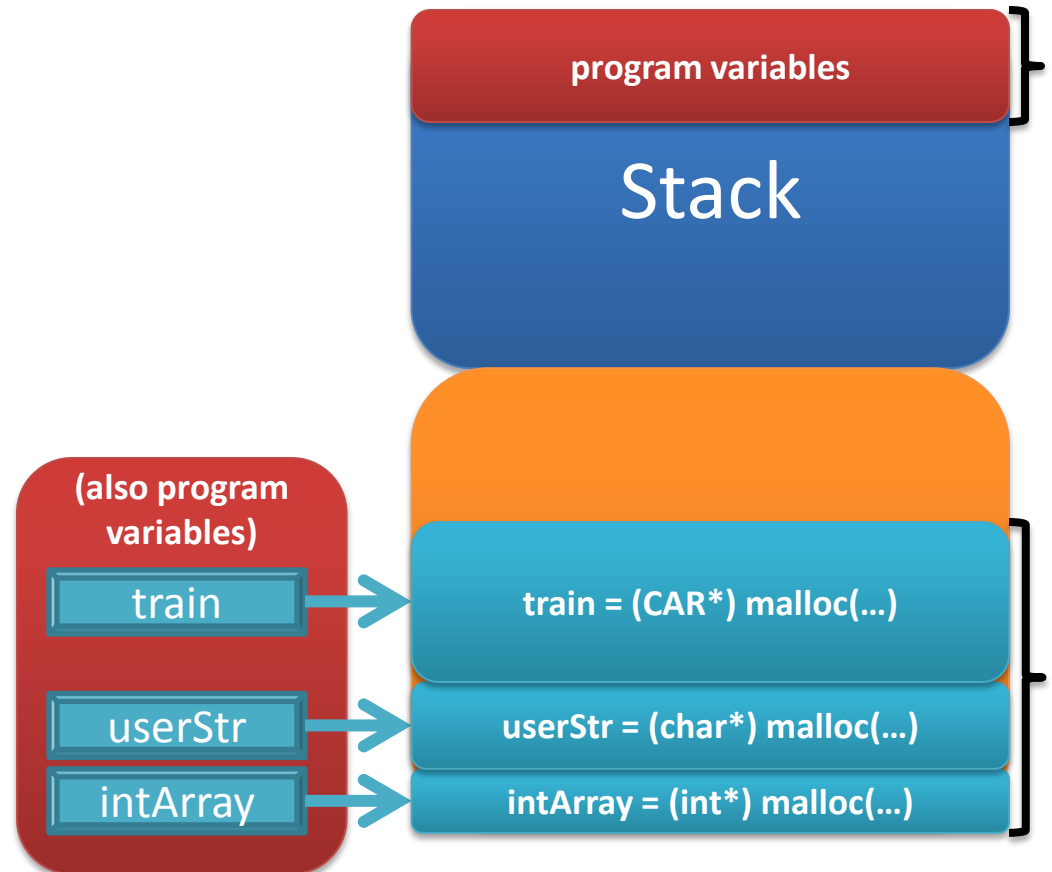 program variables
Stack
(also program
variables)
train
train = (CAR*) malloc(…)
userStr
userStr = (char*) malloc(…)
intArray
intArray = (int*) malloc(…)